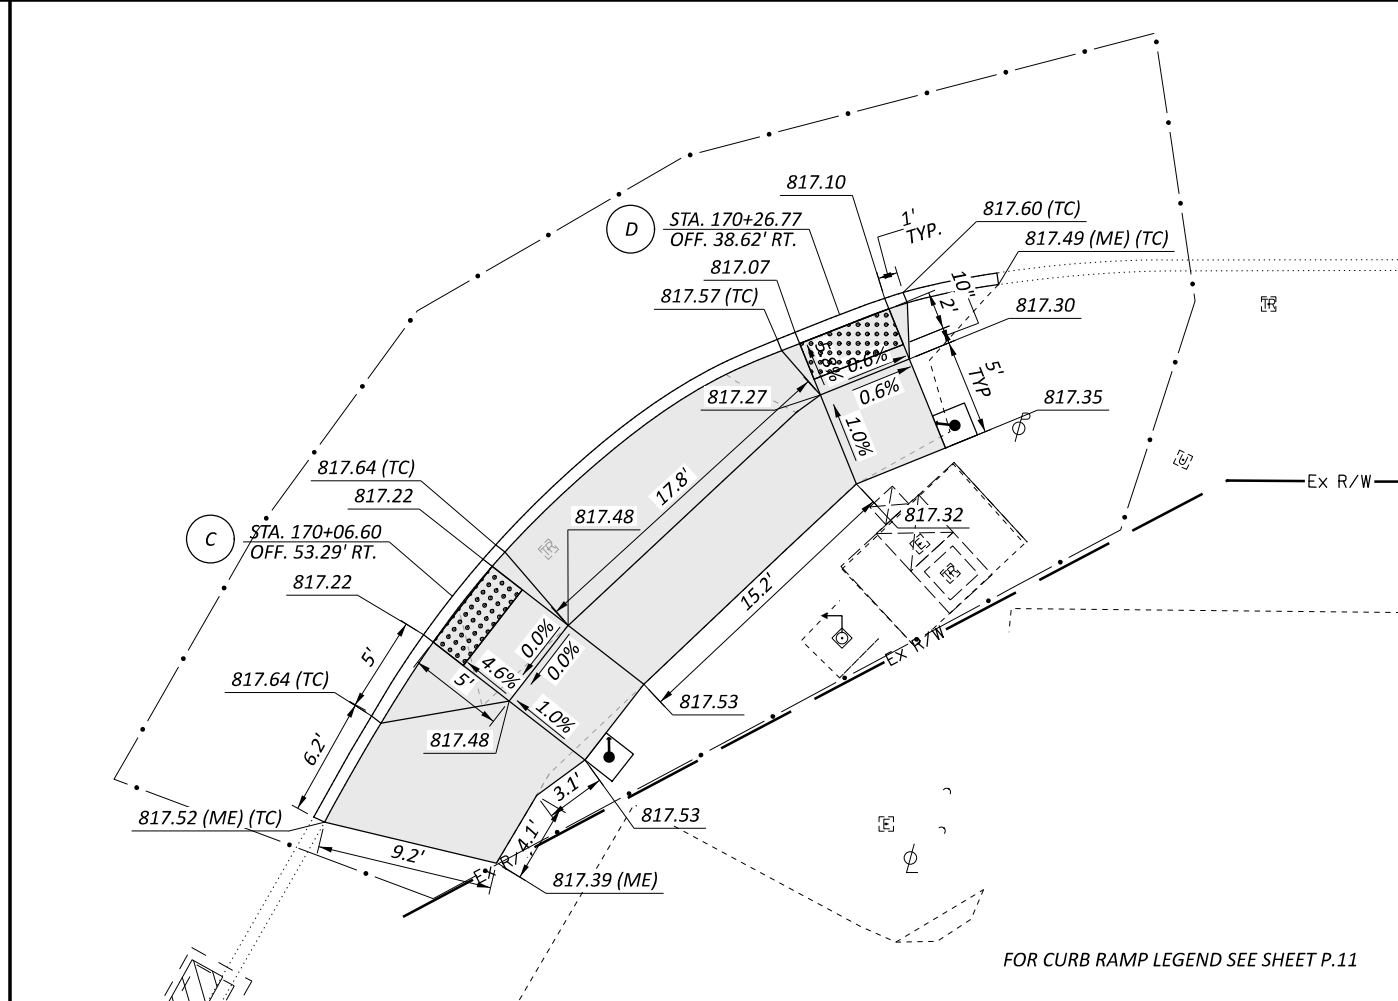 817.10
817.60 (TC)
1'
TYP.
D
STA. 170+26.77
OFF. 38.62' RT.
817.49 (ME) (TC)
817.07
10"
2'
817.57 (TC)
817.30
TR
0.6%
5'
TYP
0.6%
817.27
817.35
1.0%
U
817.64 (TC)
17.8'
Ex R/W
817.22
817.48
817.32
C
STA. 170+06.60
OFF. 53.29' RT.
TR
E
TR
817.22
15.2'
0.0%
0.0%
Ex R/W
5'
4.6%
817.64 (TC)
5'
817.53
1.0%
817.48
6.2'
3.1'
817.52 (ME) (TC)
817.53
4.1'
E
9.2'
Ex R/
817.39 (ME)
FOR CURB RAMP LEGEND SEE SHEET P.11